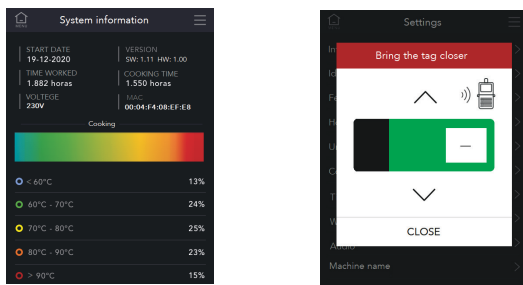 System information
MENU
START DATE
19-12-2020
VERSION
SW: 1.11 HW: 1.00
TIME WORKED
1.882 horas
COOKING TIME
1.550 horas
VOLTEGE
230V
MAC
00:04:F4:08:EF:E8
Cooking
< 60°C 13%
60°C - 70°C 24%
70°C - 80°C 25%
80°C - 90°C 23%
> 90°C 15%
Settings
Bring the tag closer
CLOSE
Audio
Machine name